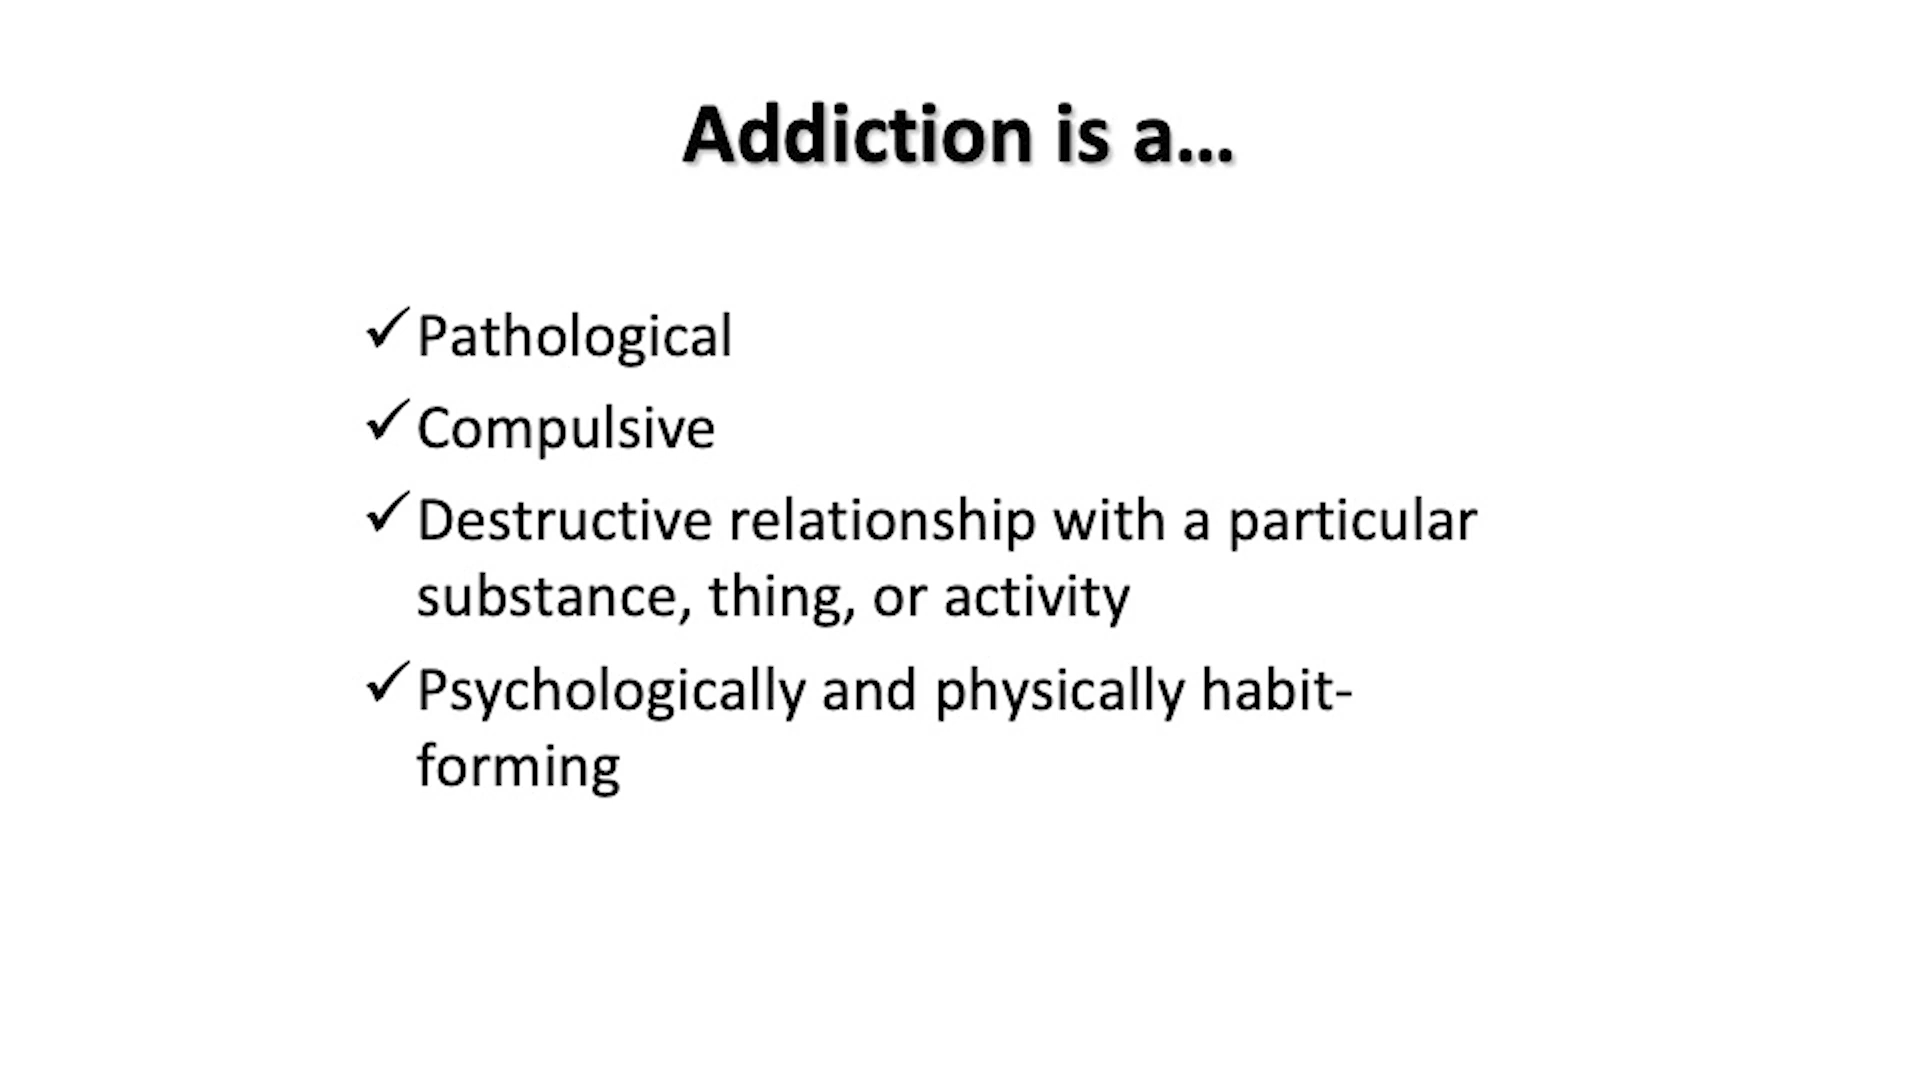 Addiction is a...
✓ Pathological
✓ Compulsive
✓ Destructive relationship with a particular
substance, thing, or activity
✓ Psychologically and physically habit-
forming